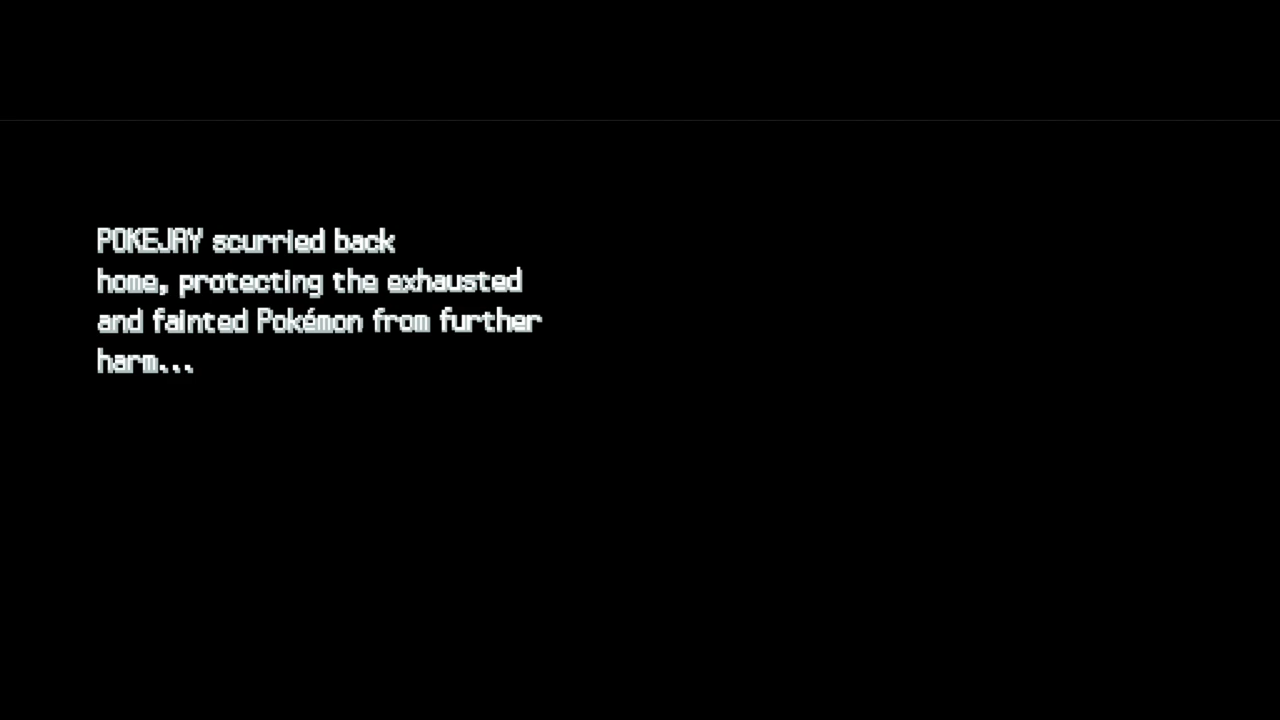 POKEJAY scurried back
home, protecting the exhausted
and fainted Pokémon from further
harm...